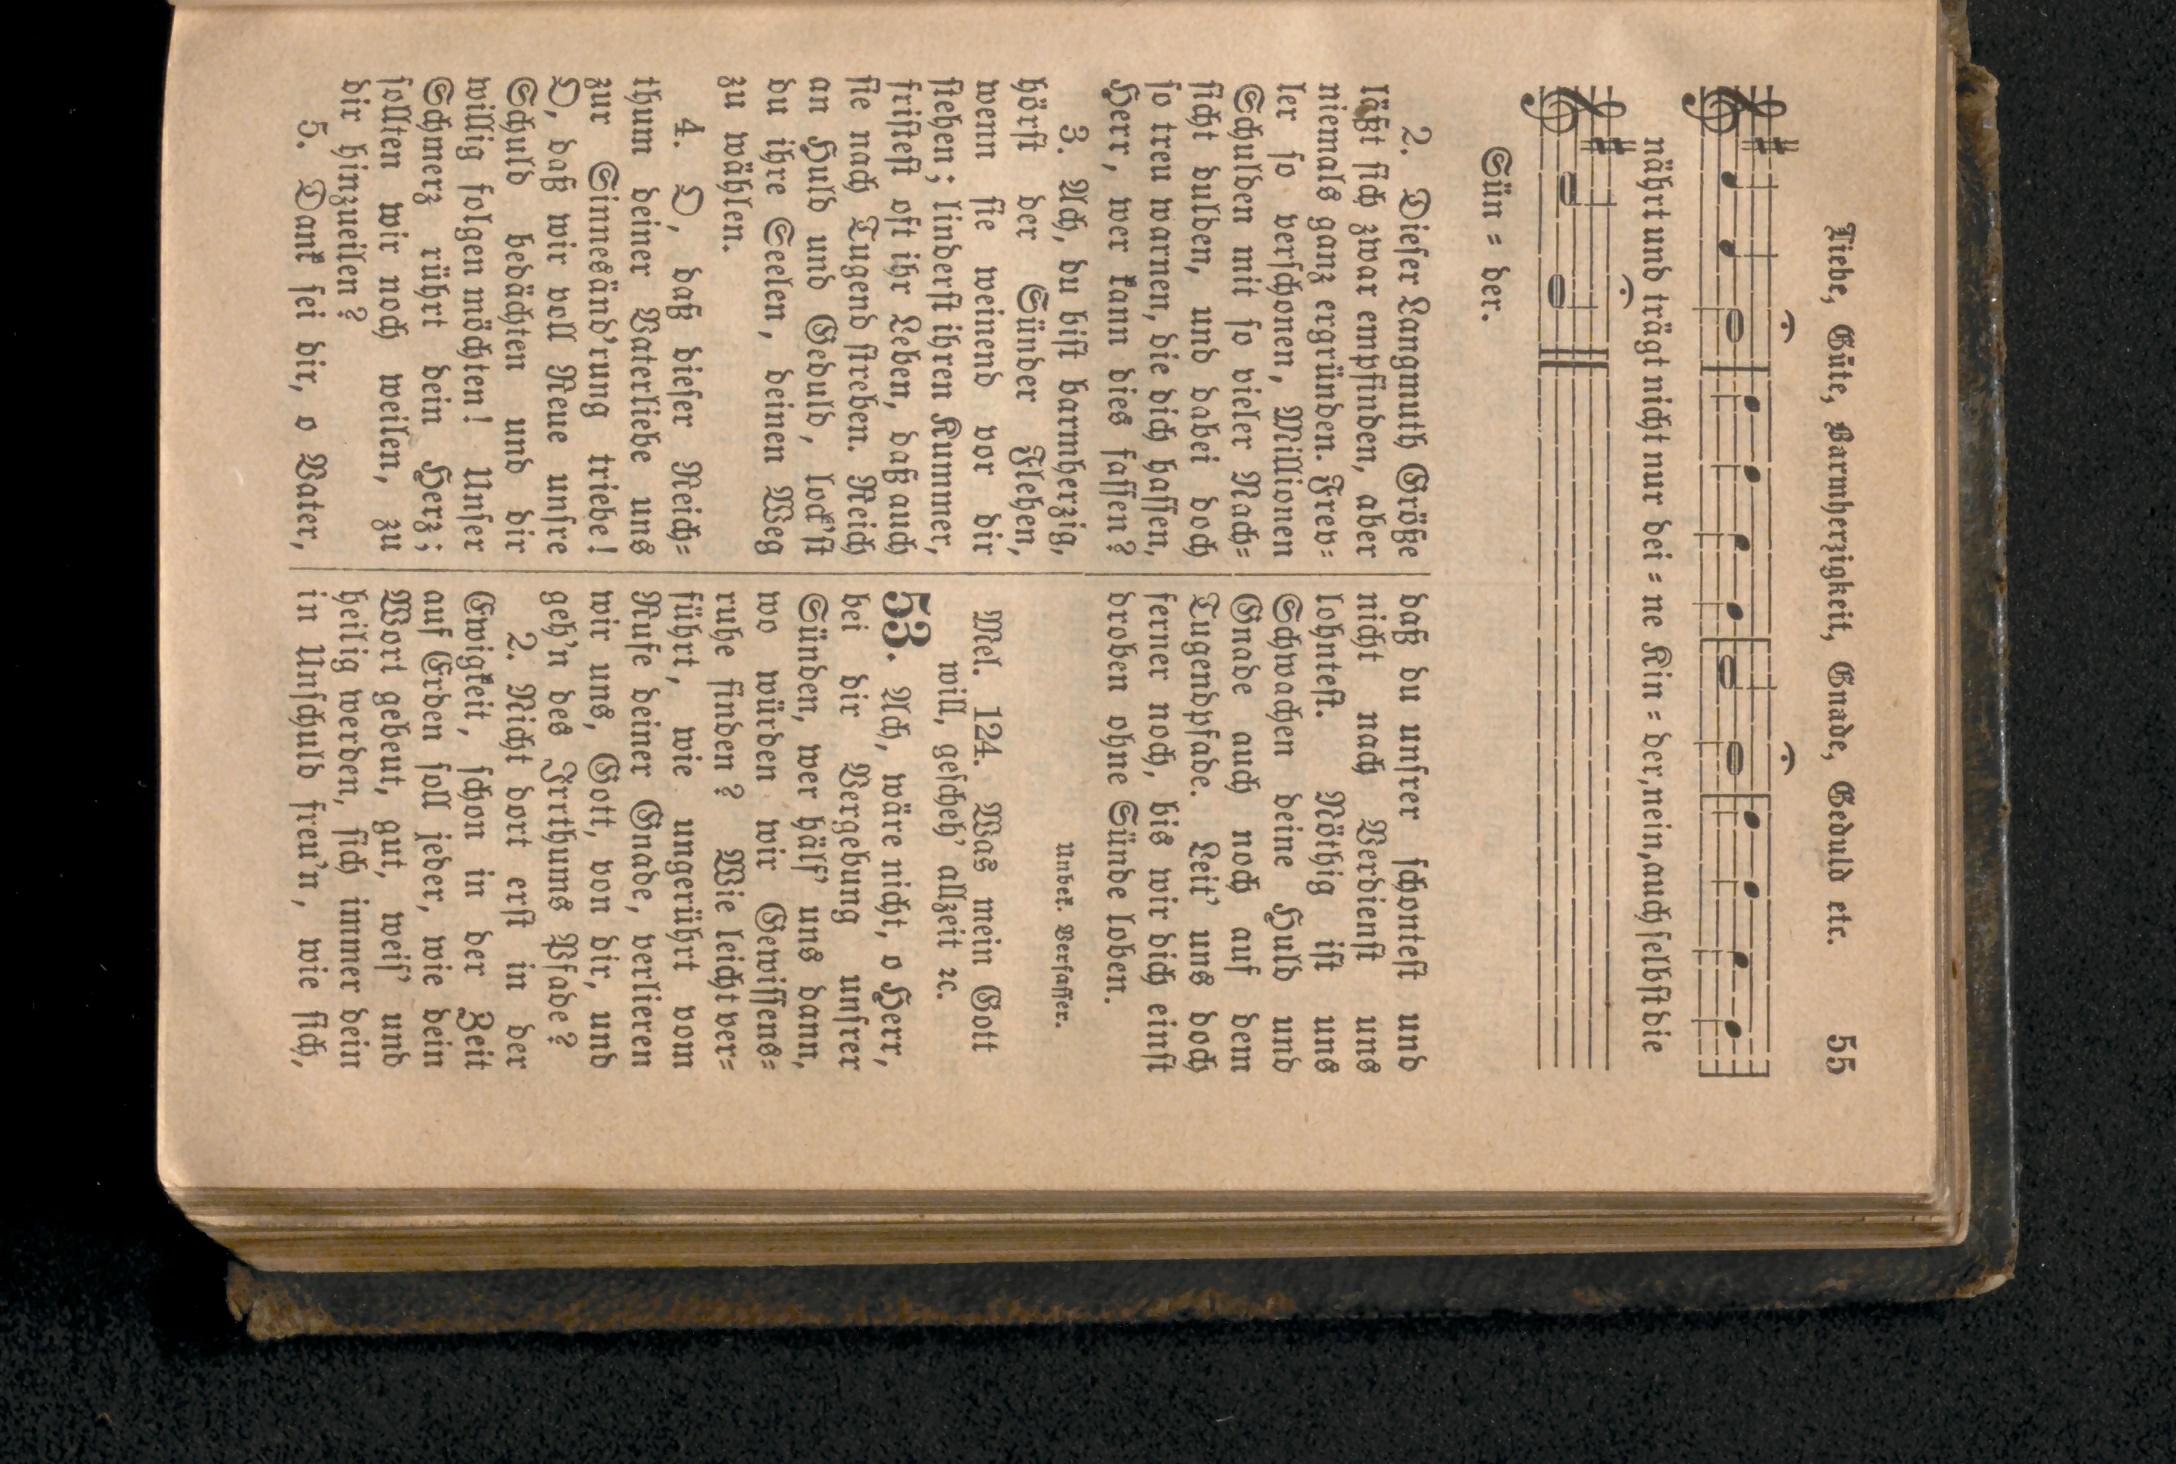 Liebe, Güte, Barmherzigkeit, Gnade, Geduld etc. 55
nährt und trägt nicht nur dei = ne Kin = der, nein, auch selbst die
Sün = der.
2. Dieser Langmuth Größe
läßt sich zwar empfinden, aber
niemals ganz ergründen. Frev=
ler so verschonen, Millionen
Schulden mit so vieler Nach=
sicht dulden, und dabei doch
so treu warnen, die dich hassen,
Herr, wer kann dies fassen?
3. Ach, du bist barmherzig,
hörst der Sünder Flehen,
wenn sie weinend vor dir
stehen; linderst ihren Kummer,
fristest oft ihr Leben, daß auch
sie nach Tugend streben. Reich
an Huld und Geduld, lock'st
du ihre Seelen, deinen Weg
zu wählen.
4. O, daß dieser Reich=
thum deiner Vaterliebe uns
zur Sinnesänd'rung triebe!
O, daß wir voll Reue unsre
Schuld bedächten und dir
willig folgen möchten! Unser
Schmerz rührt dein Herz;
sollten wir noch weilen, zu
dir hinzueilen?
5. Dank sei dir, o Vater,
daß du unsrer schontest und
nicht nach Verdienst uns
lohntest. Nöthig ist uns
Schwachen deine Huld und
Gnade auch noch auf dem
Tugendpfade. Leit' uns doch
ferner noch, bis wir dich einst
droben ohne Sünde loben.
Unbek. Verfasser.
Mel. 124. Was mein Gott
will, gescheh' allzeit ꝛc.
53. Ach, wäre nicht, o Herr,
bei dir Vergebung unsrer
Sünden, wer hälf' uns dann,
wo würden wir Gewissens=
ruhe finden? Wie leicht ver=
führt, wie ungerührt vom
Rufe deiner Gnade, verlieren
wir uns, Gott, von dir, und
geh'n des Irrthums Pfade?
2. Nicht dort erst in der
Ewigkeit, schon in der Zeit
auf Erden soll jeder, wie dein
Wort gebeut, gut, weis' und
heilig werden, sich immer dein
in Unschuld freu'n, wie sich,